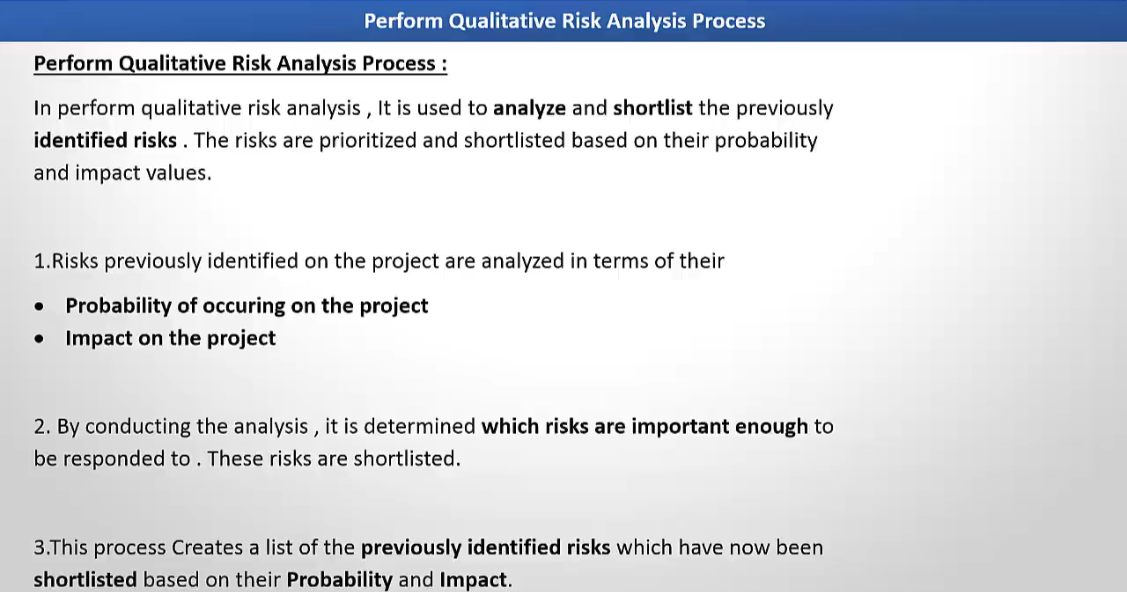 Perform Qualitative Risk Analysis Process
Perform Qualitative Risk Analysis Process :
In perform qualitative risk analysis , It is used to analyze and shortlist the previously
identified risks . The risks are prioritized and shortlisted based on their probability
and impact values.
1.Risks previously identified on the project are analyzed in terms of their
• Probability of occuring on the project
• Impact on the project
2. By conducting the analysis , it is determined which risks are important enough to
be responded to . These risks are shortlisted.
3.This process Creates a list of the previously identified risks which have now been
shortlisted based on their Probability and Impact.